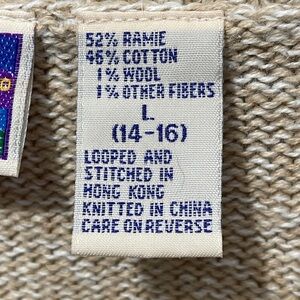 52% RAMIE
46% COTTON
1% WOOL
1% OTHER FIBERS
L
(14-16)
LOOPED AND
STITCHED IN
HONG KONG
KNITTED IN CHINA
CARE ON REVERSE